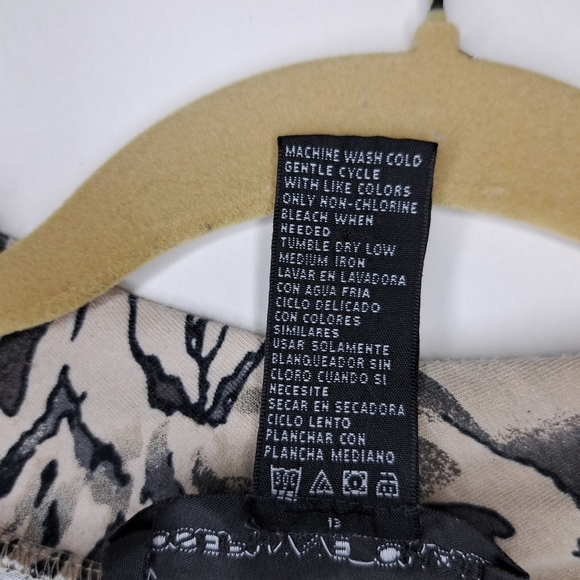 MACHINE WASH COLD
GENTLE CYCLE
WITH LIKE COLORS
ONLY NON-CHLORINE
BLEACH WHEN
NEEDED
TUMBLE DRY LOW
MEDIUM IRON
LAVAR EN LAVADORA
CON AGUA FRIA
CICLO DELICADO
CON COLORES
SIMILARES
USAR SOLAMENTE
BLANQUEADOR SIN
CLORO CUANDO SI
NECESITE
SECAR EN SECADORA
CICLO LENTO
PLANCHAR CON
PLANCHA MEDIANO
30C
13